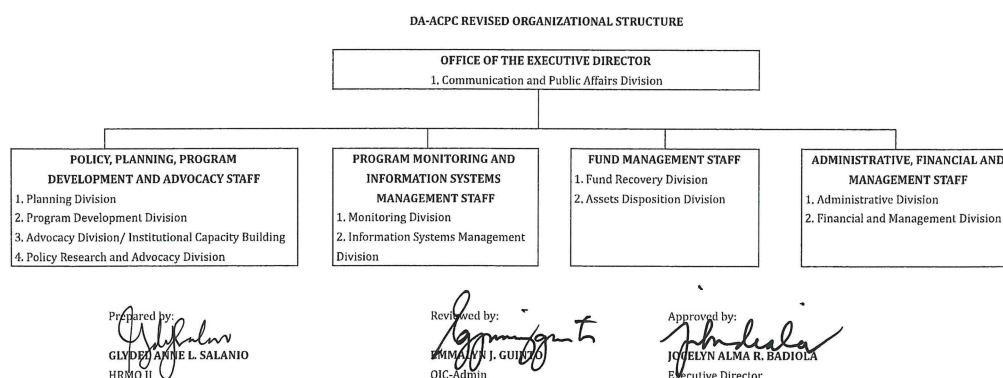 DA-ACPC REVISED ORGANIZATIONAL STRUCTURE
OFFICE OF THE EXECUTIVE DIRECTOR
1. Communication and Public Affairs Division
POLICY, PLANNING, PROGRAM
DEVELOPMENT AND ADVOCACY STAFF
1. Planning Division
2. Program Development Division
3. Advocacy Division/ Institutional Capacity Building
4. Policy Research and Advocacy Division
PROGRAM MONITORING AND
INFORMATION SYSTEMS
MANAGEMENT STAFF
1. Monitoring Division
2. Information Systems Management
Division
FUND MANAGEMENT STAFF
1. Fund Recovery Division
2. Assets Disposition Division
ADMINISTRATIVE, FINANCIAL AND
MANAGEMENT STAFF
1. Administrative Division
2. Financial and Management Division
Prepared by:
GLYDEL ANNE L. SALANIO
HRMO II
Reviewed by:
EMMALYN J. GUINTO
OIC-Admin
Approved by:
JOCELYN ALMA R. BADIOLA
Executive Director